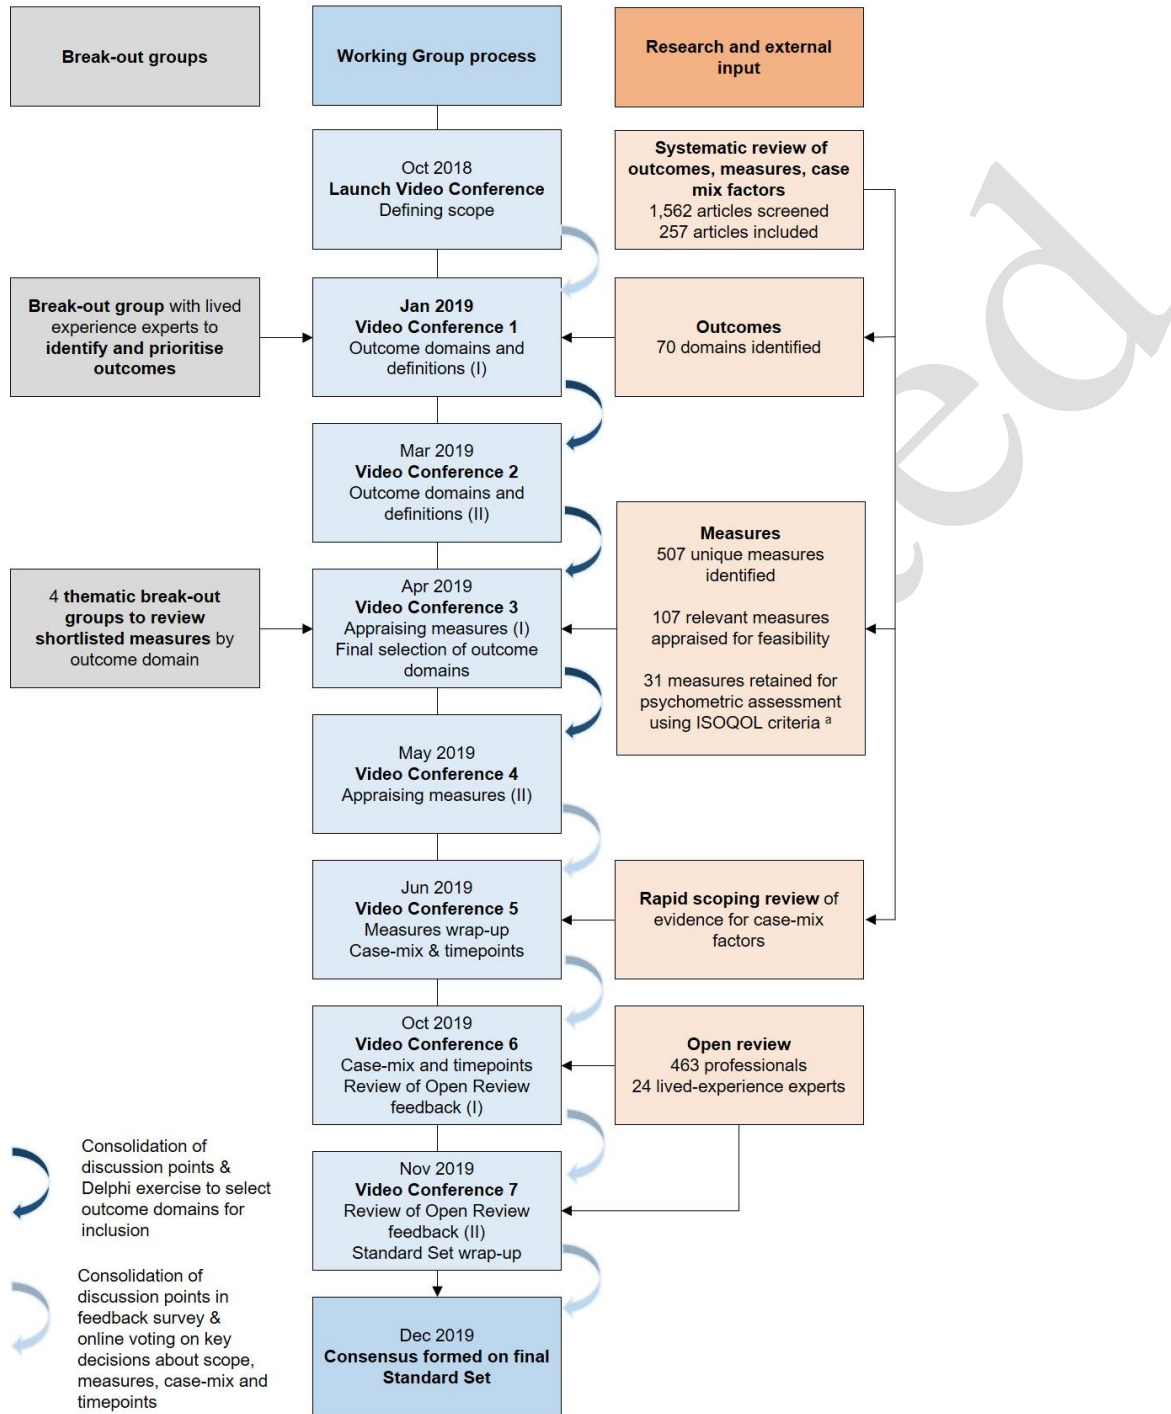 Break-out groups
Working Group process
Research and external
input
Oct 2018
Launch Video Conference
Defining scope
Systematic review of
outcomes, measures, case
mix factors
1,562 articles screened
257 articles included
Break-out group with lived
experience experts to
identify and prioritise
outcomes
Jan 2019
Video Conference 1
Outcome domains and
definitions (I)
Outcomes
70 domains identified
Mar 2019
Video Conference 2
Outcome domains and
definitions (II)
4 thematic break-out
groups to review
shortlisted measures by
outcome domain
Apr 2019
Video Conference 3
Appraising measures (I)
Final selection of outcome
domains
Measures
507 unique measures
identified
107 relevant measures
appraised for feasibility
31 measures retained for
psychometric assessment
using ISOQOL criteria a
May 2019
Video Conference 4
Appraising measures (II)
Jun 2019
Video Conference 5
Measures wrap-up
Case-mix & timepoints
Rapid scoping review of
evidence for case-mix
factors
Oct 2019
Video Conference 6
Case-mix and timepoints
Review of Open Review
feedback (I)
Open review
463 professionals
24 lived-experience experts
Nov 2019
Video Conference 7
Review of Open Review
feedback (II)
Standard Set wrap-up
Dec 2019
Consensus formed on final
Standard Set
Consolidation of
discussion points &
Delphi exercise to select
outcome domains for
inclusion
Consolidation of
discussion points in
feedback survey &
online voting on key
decisions about scope,
measures, case-mix and
timepoints